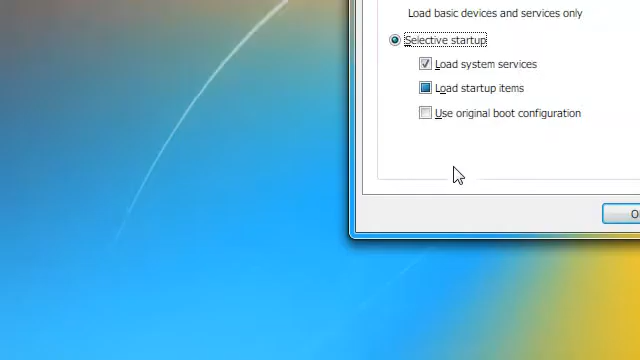 Load basic devices and services only
Selective startup
Load system services
Load startup items
Use original boot configuration